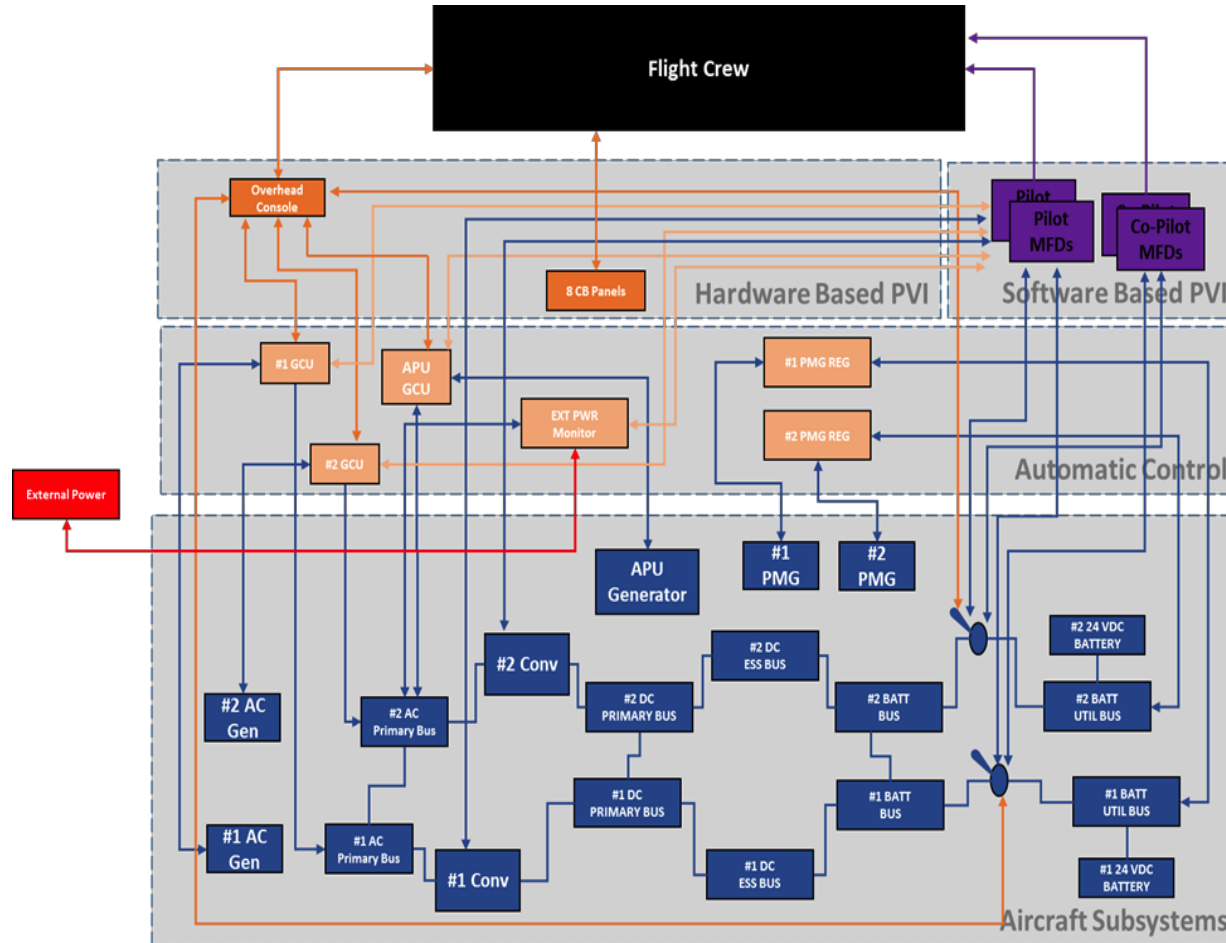 Flight Crew
Overhead
Console
Pilot
Pilot
MFDs
Co-Pilot
Co-Pilot
MFDs
8 CB Panels
Hardware Based PVI
Software Based PVI
#1 GCU
APU
GCU
#1 PMG REG
EXT PWR
Monitor
#2 PMG REG
#2 GCU
Automatic Control
External Power
APU
Generator
#1
PMG
#2
PMG
#2 Conv
#2 DC
ESS BUS
#2 24 VDC
BATTERY
#2 AC
Gen
#2 AC
Primary Bus
#2 DC
PRIMARY BUS
#2 BATT
BUS
#2 BATT
UTIL BUS
#1 DC
PRIMARY BUS
#1 BATT
BUS
#1 BATT
UTIL BUS
#1 AC
Gen
#1 AC
Primary Bus
#1 Conv
#1 DC
ESS BUS
#1 24 VDC
BATTERY
Aircraft Subsystems